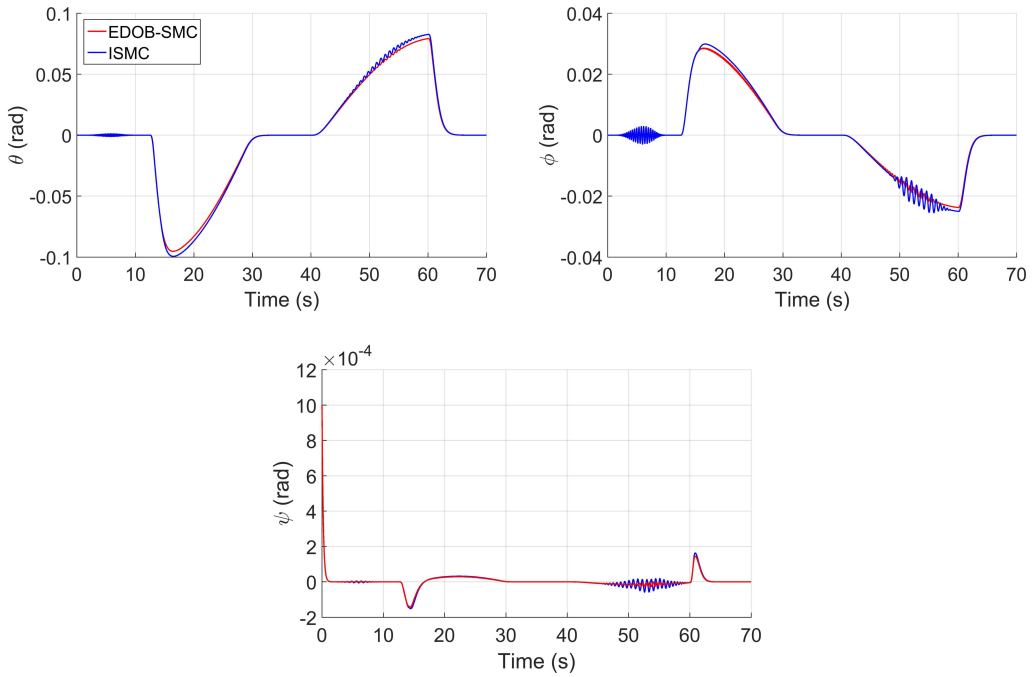 0.1
0.05
0
-0.05
-0.1
θ (rad)
EDOB-SMC
ISMC
0 10 20 30 40 50 60 70
Time (s)
0.04
0.02
0
-0.02
-0.04
ϕ (rad)
0 10 20 30 40 50 60 70
Time (s)
×10⁻⁴
12
10
8
6
4
2
0
-2
ψ (rad)
0 10 20 30 40 50 60 70
Time (s)